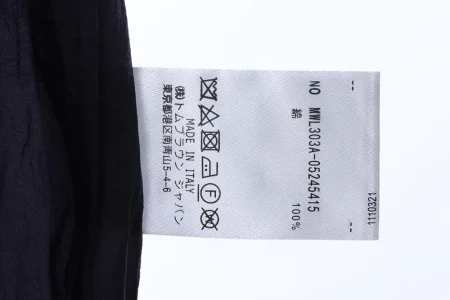 NO MWL303A-05245415
綿 100%
MADE IN ITALY
(株)トムブラウン ジャパン
東京都港区南青山5-4-6
1110321